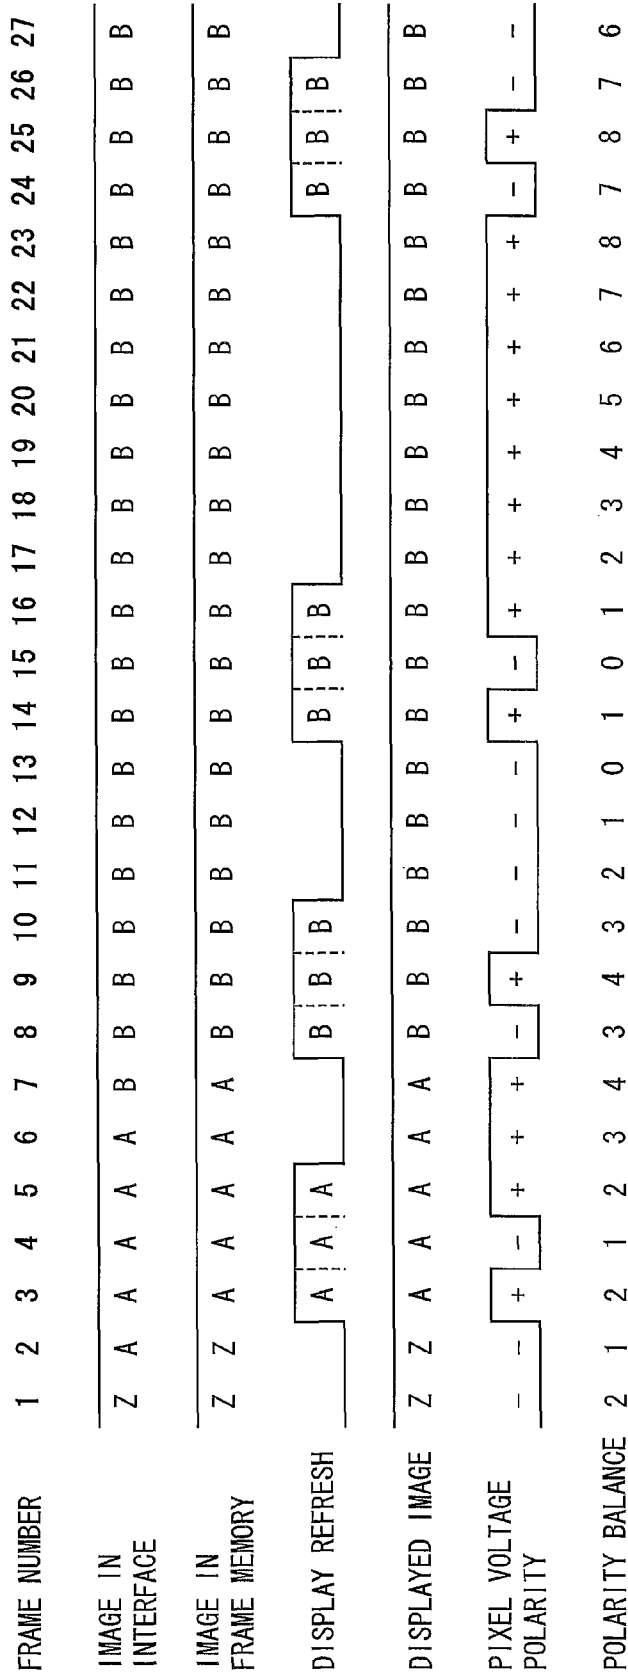 FRAME NUMBER 1 2 3 4 5 6 7 8 9 10 11 12 13 14 15 16 17 18 19 20 21 22 23 24 25 26 27
IMAGE IN
INTERFACE Z A A A A A B B B B B B B B B B B B B B B B B B B B B
IMAGE IN
FRAME MEMORY Z Z A A A A A B B B B B B B B B B B B B B B B B B B B
DISPLAY REFRESH A A A B B B B B B B B B
DISPLAYED IMAGE Z Z A A A A A B B B B B B B B B B B B B B B B B B B B
PIXEL VOLTAGE
POLARITY − − + − + + + − + − − − − + − + + + + + + + + − + − −
POLARITY BALANCE 2 1 2 1 2 3 4 3 4 3 2 1 0 1 0 1 2 3 4 5 6 7 8 7 8 7 6